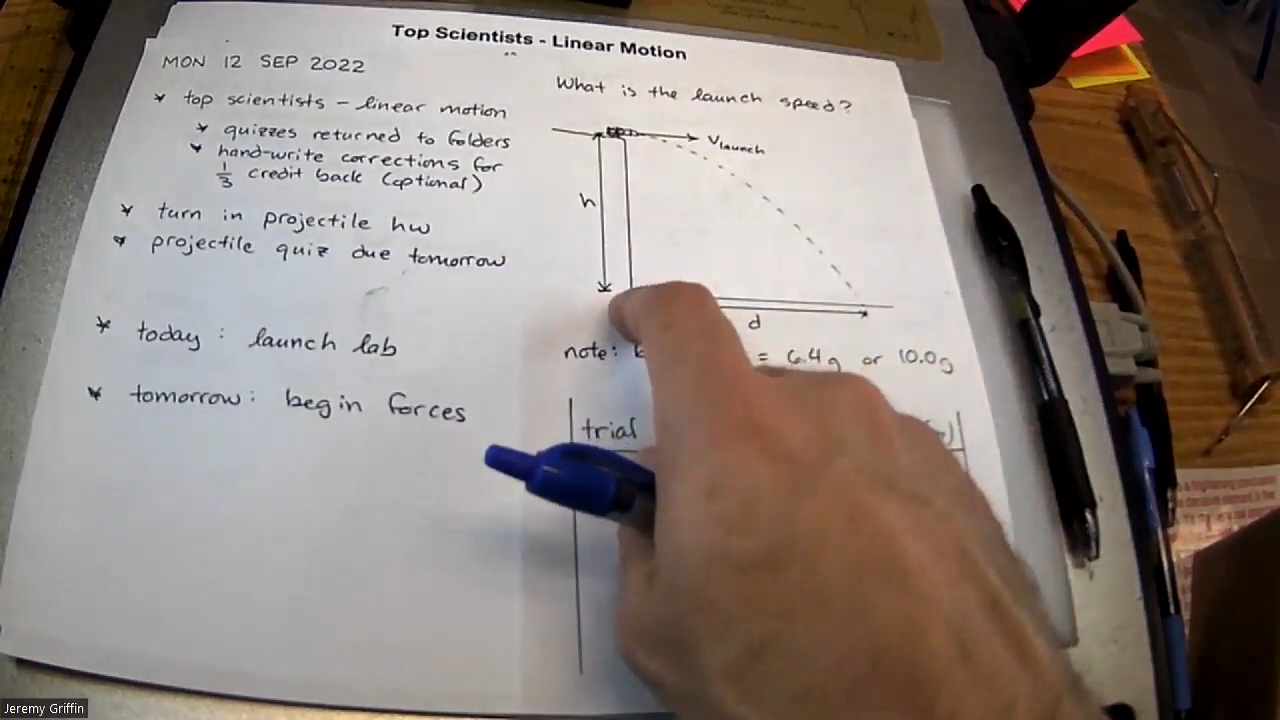 Top Scientists - Linear Motion
MON 12 SEP 2022
* top scientists - linear motion
* quizzes returned to folders
* hand-write corrections for
1/3 credit back (optional)
* turn in projectile hw
* projectile quiz due tomorrow
* today: launch lab
* tomorrow: begin forces
What is the launch speed?
Vlaunch
h
d
note: = 6.4g or 10.0g
trial
Jeremy Griffin